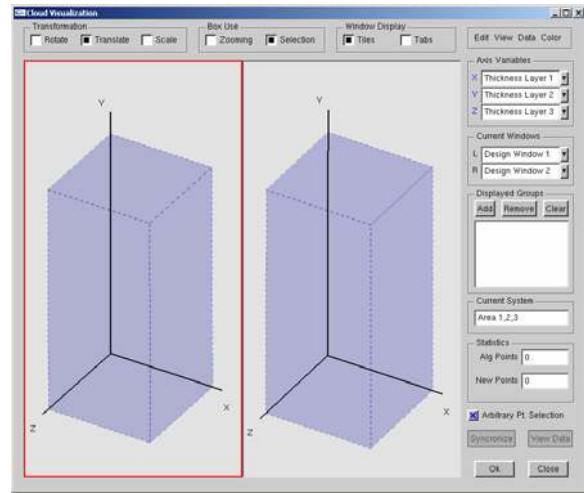 Cloud Visualization
Transformation
Rotate Translate Scale
Box Use
Zooming Selection
Window Display
Tiles Tabs
Edit View Data Color
Axis Variables
X Thickness Layer 1
Y Thickness Layer 2
Z Thickness Layer 3
Current Windows
L Design Window 1
R Design Window 2
Displayed Groups
Add Remove Clear
Current System
Area 1,2,3
Statistics
Alg Points 0
New Points 0
Arbitrary Pt. Selection
Syncronize View Data
Ok Close
Y
X
Z
Y
X
Z